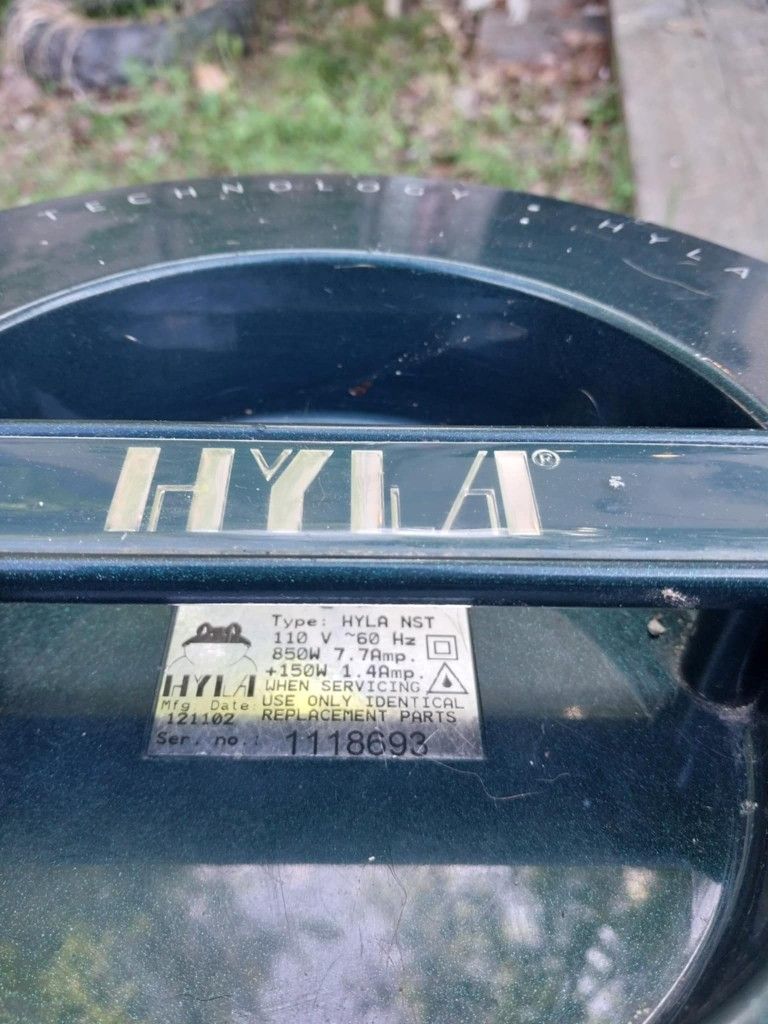 TECHNOLOGY • HYLA
HYLA®
Type: HYLA NST
110 V ~60 Hz
850W 7.7Amp.
+150W 1.4Amp.
HYLA
WHEN SERVICING
USE ONLY IDENTICAL
REPLACEMENT PARTS
Mfg. Date:
121102
Ser. no.: 1118693